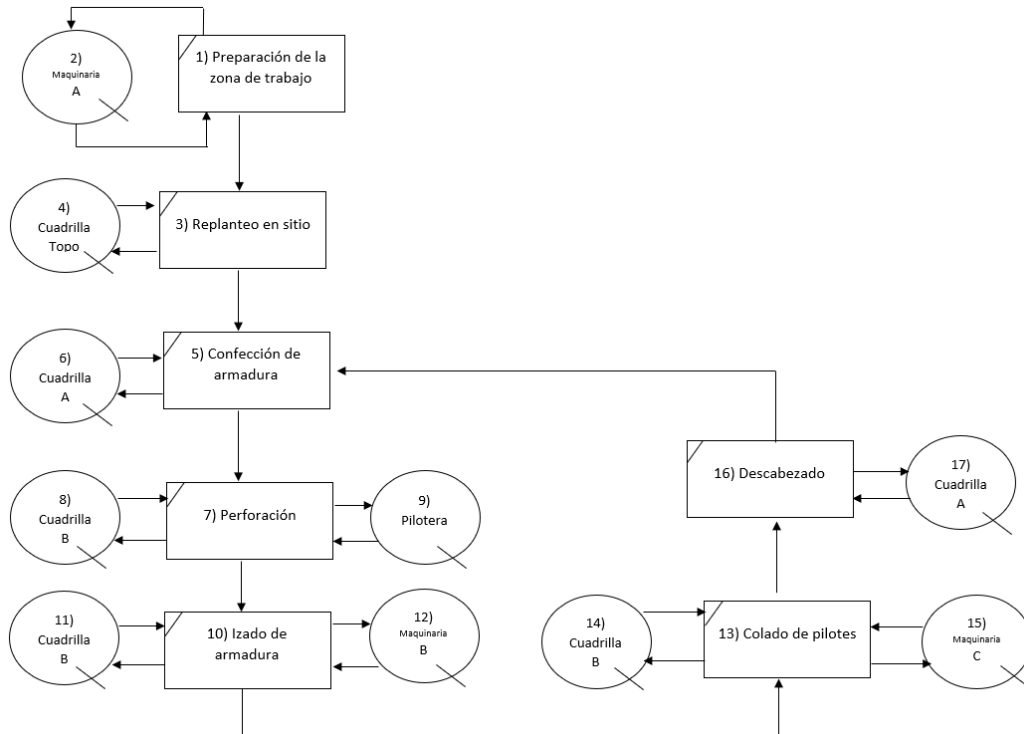 1) Preparación de la
zona de trabajo
2)
Maquinaria
A
3) Replanteo en sitio
4)
Cuadrilla
Topo
5) Confección de
armadura
6)
Cuadrilla
A
7) Perforación
8)
Cuadrilla
B
9)
Pilotera
10) Izado de
armadura
11)
Cuadrilla
B
12)
Maquinaria
B
13) Colado de pilotes
14)
Cuadrilla
B
15)
Maquinaria
C
16) Descabezado
17)
Cuadrilla
A